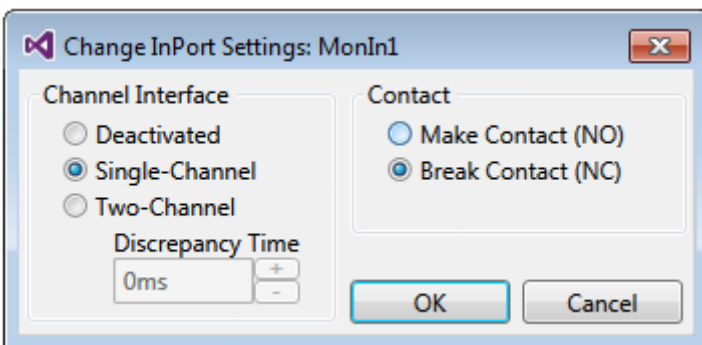 Change InPort Settings: MonIn1
Channel Interface
Deactivated
Single-Channel
Two-Channel
Discrepancy Time
0ms
+
-
Contact
Make Contact (NO)
Break Contact (NC)
OK
Cancel